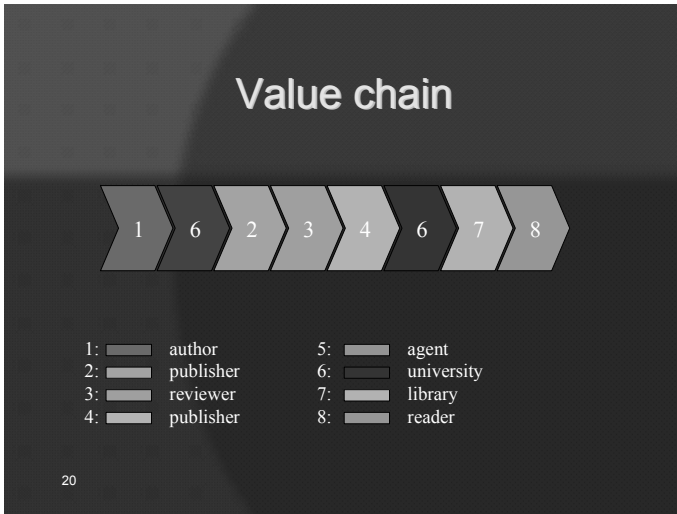 Value chain
1 6 2 3 4 6 7 8
1: author
2: publisher
3: reviewer
4: publisher
5: agent
6: university
7: library
8: reader
20